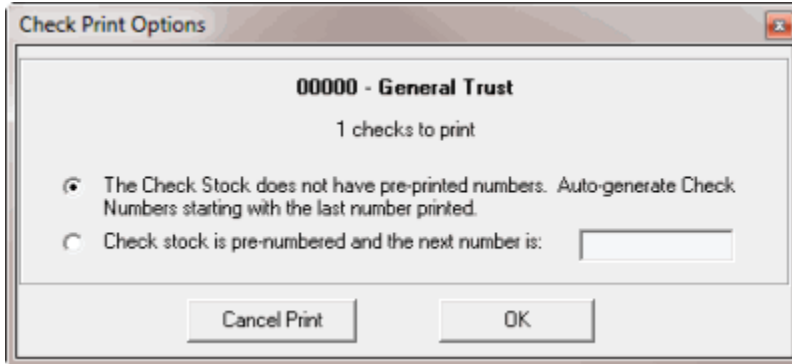 Check Print Options
00000 - General Trust
1 checks to print
The Check Stock does not have pre-printed numbers. Auto-generate Check
Numbers starting with the last number printed.
Check stock is pre-numbered and the next number is:
Cancel Print OK